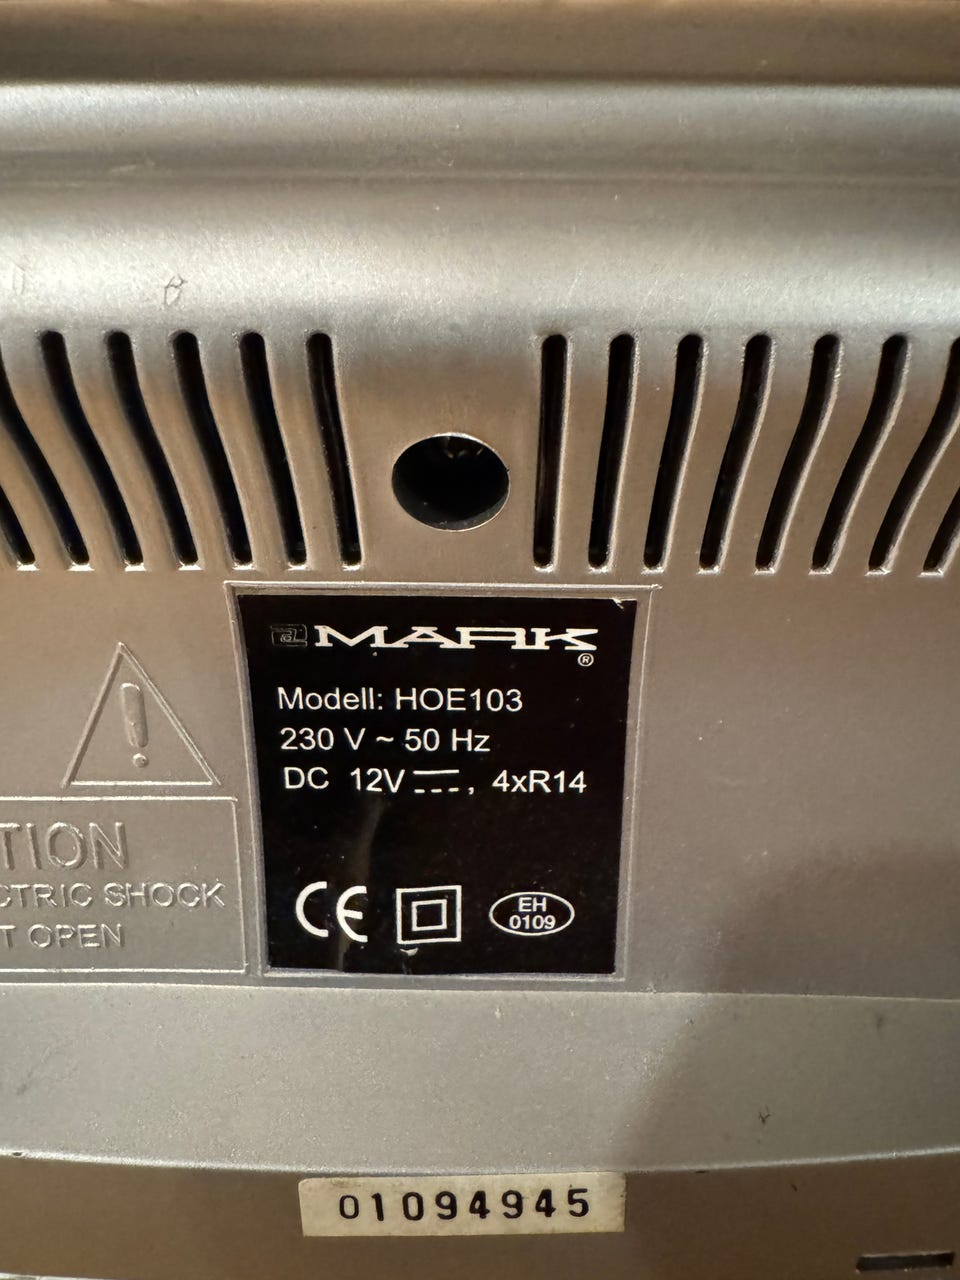 a MARK ®
Modell: HOE103
230 V ~ 50 Hz
DC 12V ⎓, 4xR14
CE
EH
0109
TION
CTRIC SHOCK
T OPEN
01094945